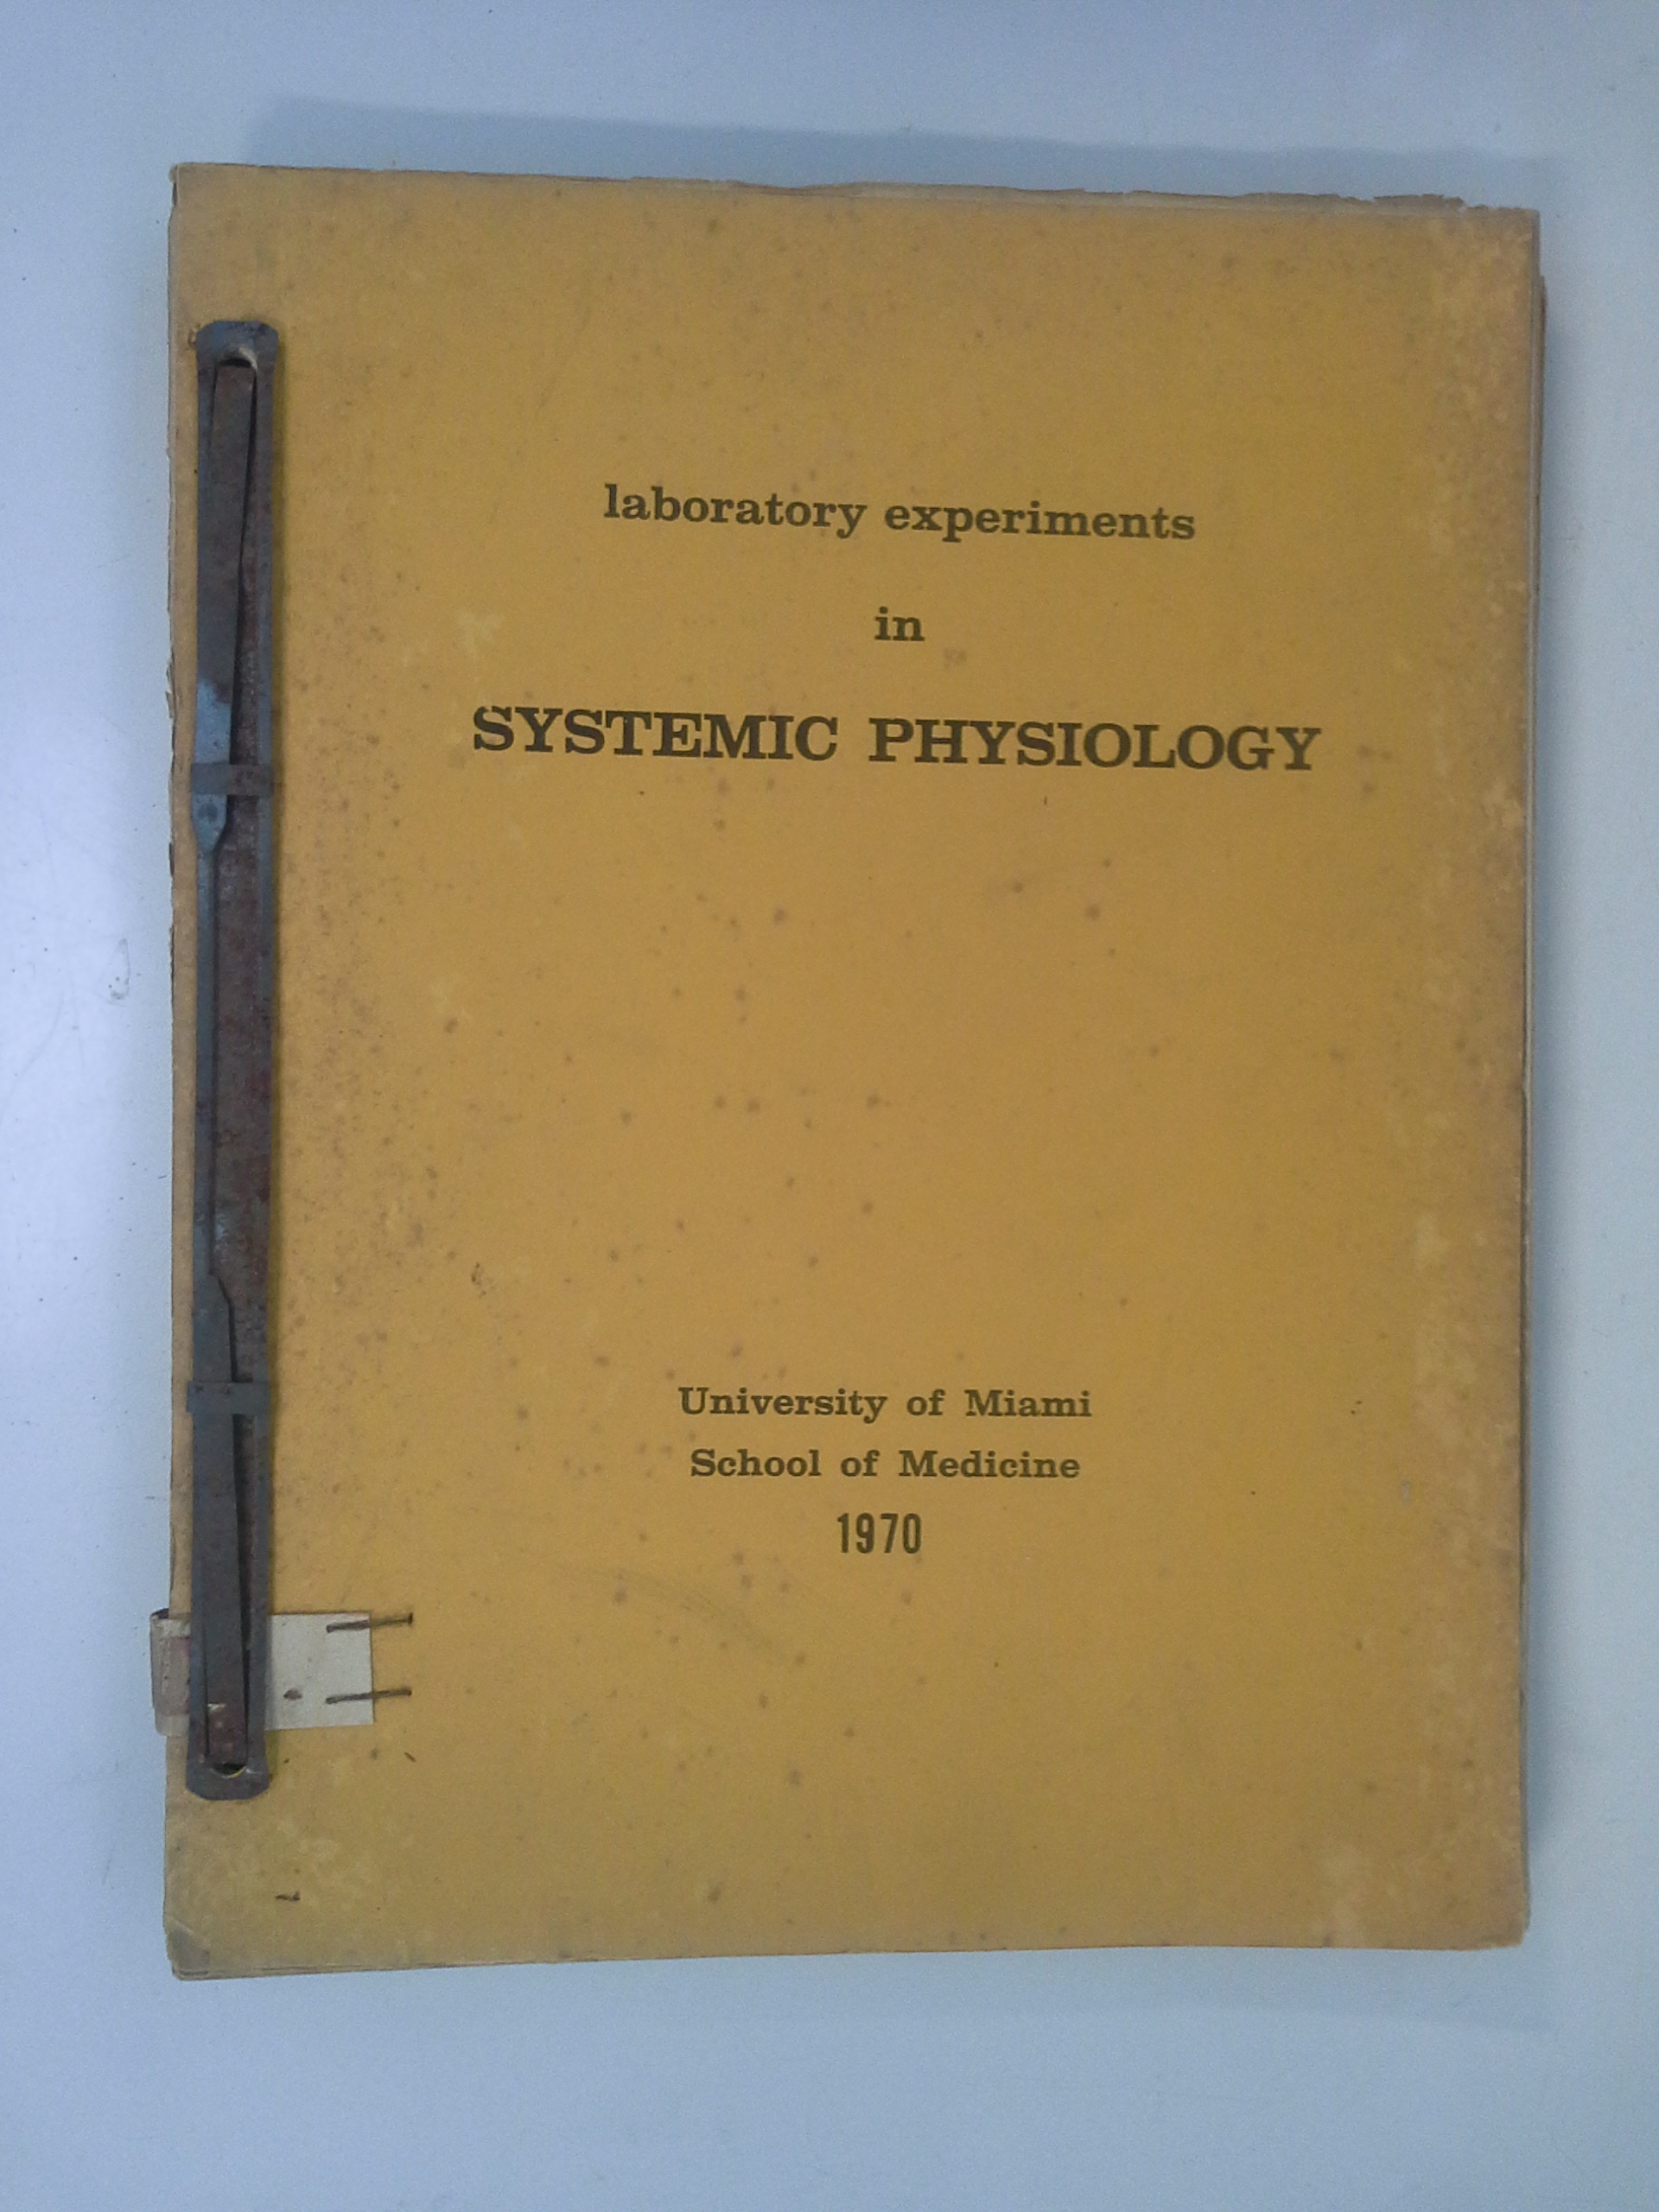 laboratory experiments
in
SYSTEMIC PHYSIOLOGY
University of Miami
School of Medicine
1970